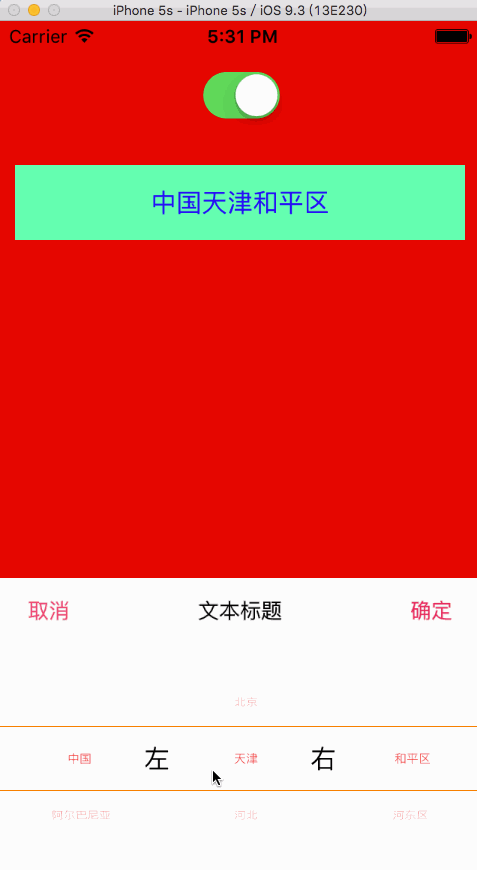 iPhone 5s - iPhone 5s / iOS 9.3 (13E230)
Carrier 5:31 PM
中国天津和平区
取消 文本标题 确定
北京
中国 左 天津 右 和平区
阿尔巴尼亚 河北 河东区